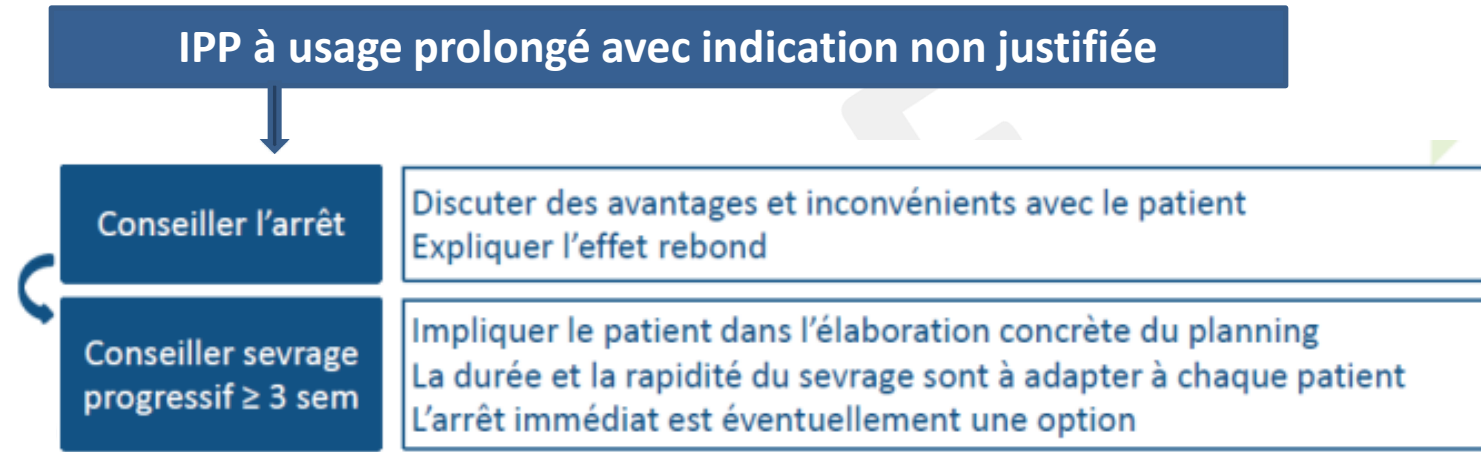 IPP à usage prolongé avec indication non justifiée
Conseiller l'arrêt
Discuter des avantages et inconvénients avec le patient
Expliquer l'effet rebond
Conseiller sevrage
progressif ≥ 3 sem
Impliquer le patient dans l'élaboration concrète du planning
La durée et la rapidité du sevrage sont à adapter à chaque patient
L'arrêt immédiat est éventuellement une option